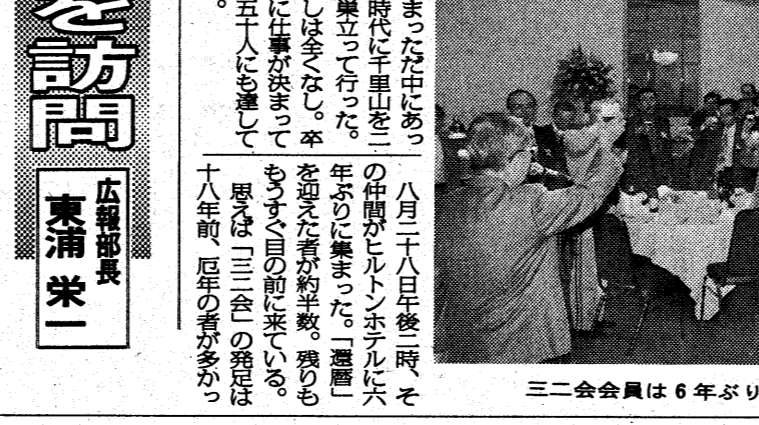 まっただ中にあっ
時代に千里山を二
巣立って行った。
しは全くなし。卒
に仕事が決まって
五十人にも達して
。
八月二十八日午後二時、そ
の仲間がヒルトンホテルに六
年ぶりに集まった。「還暦」
を迎えた者が約半数。残りも
もうすぐ目の前に来ている。
思えば「三二会」の発足は
十八年前、厄年の者が多かっ
を訪問
広報部長
東浦 栄一
三二会会員は6年ぶり